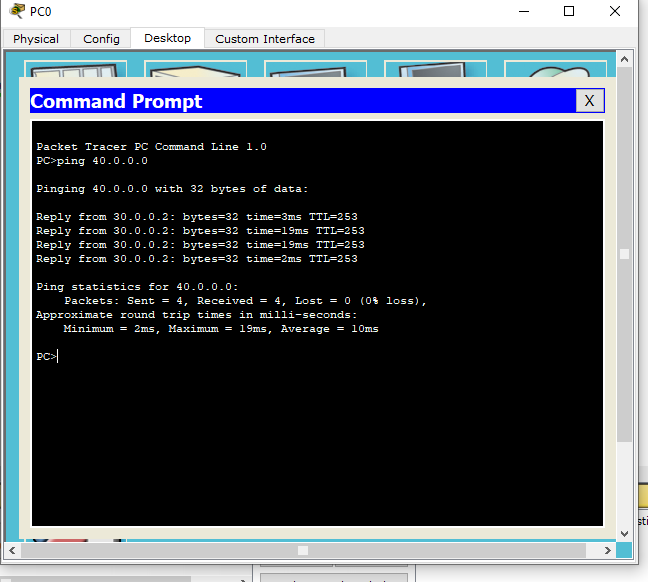 PC0
Physical Config Desktop Custom Interface
Command Prompt X
Packet Tracer PC Command Line 1.0
PC>ping 40.0.0.0
Pinging 40.0.0.0 with 32 bytes of data:
Reply from 30.0.0.2: bytes=32 time=3ms TTL=253
Reply from 30.0.0.2: bytes=32 time=19ms TTL=253
Reply from 30.0.0.2: bytes=32 time=19ms TTL=253
Reply from 30.0.0.2: bytes=32 time=2ms TTL=253
Ping statistics for 40.0.0.0:
Packets: Sent = 4, Received = 4, Lost = 0 (0% loss),
Approximate round trip times in milli-seconds:
Minimum = 2ms, Maximum = 19ms, Average = 10ms
PC>